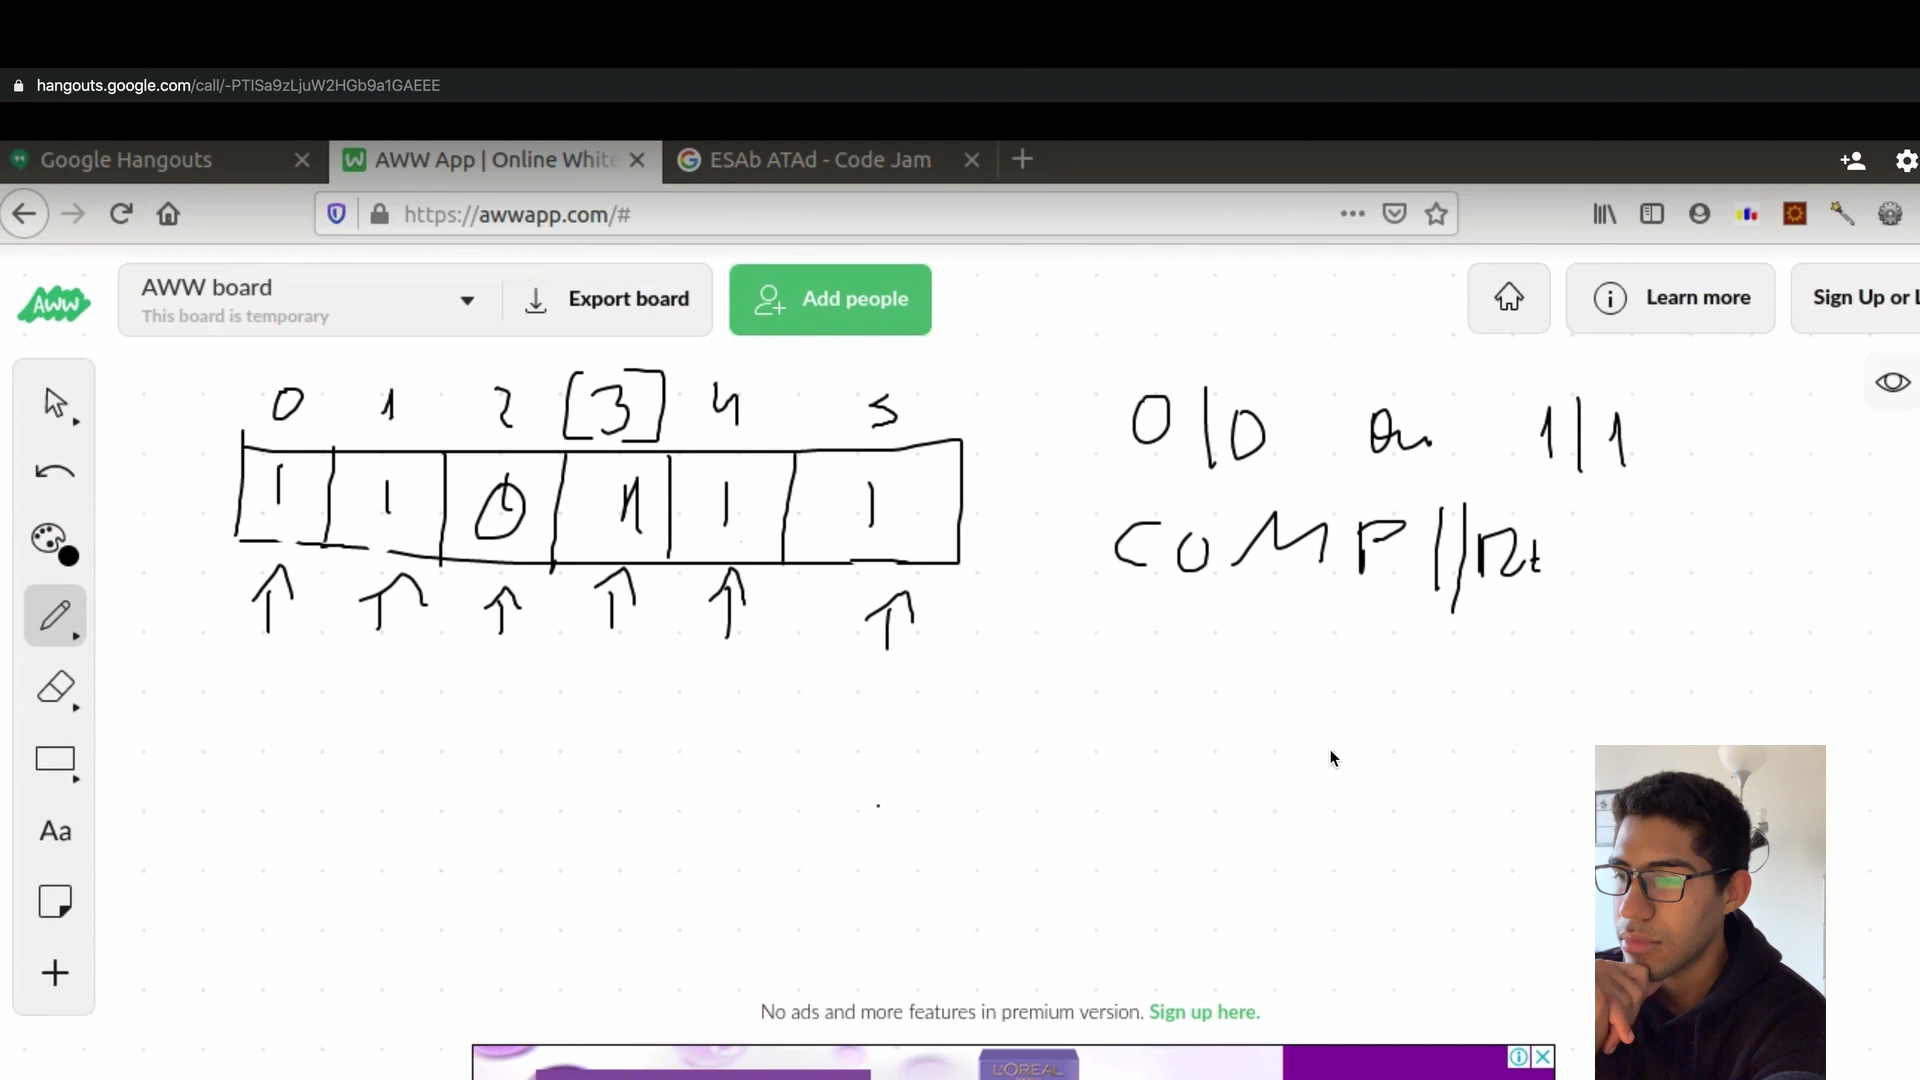 hangouts.google.com/call/-PTISa9zLjuW2HGb9a1GAEEE
Google Hangouts
AWW App | Online White
ESAb ATAd - Code Jam
https://awwapp.com/#
AWW
AWW board
This board is temporary
Export board
Add people
Learn more
Sign Up or L
0 1 2 [3] 4 5
1 1 0 1 1 1
0|0 or 1|1
COMP//Rt
Aa
No ads and more features in premium version. Sign up here.
L'OREAL